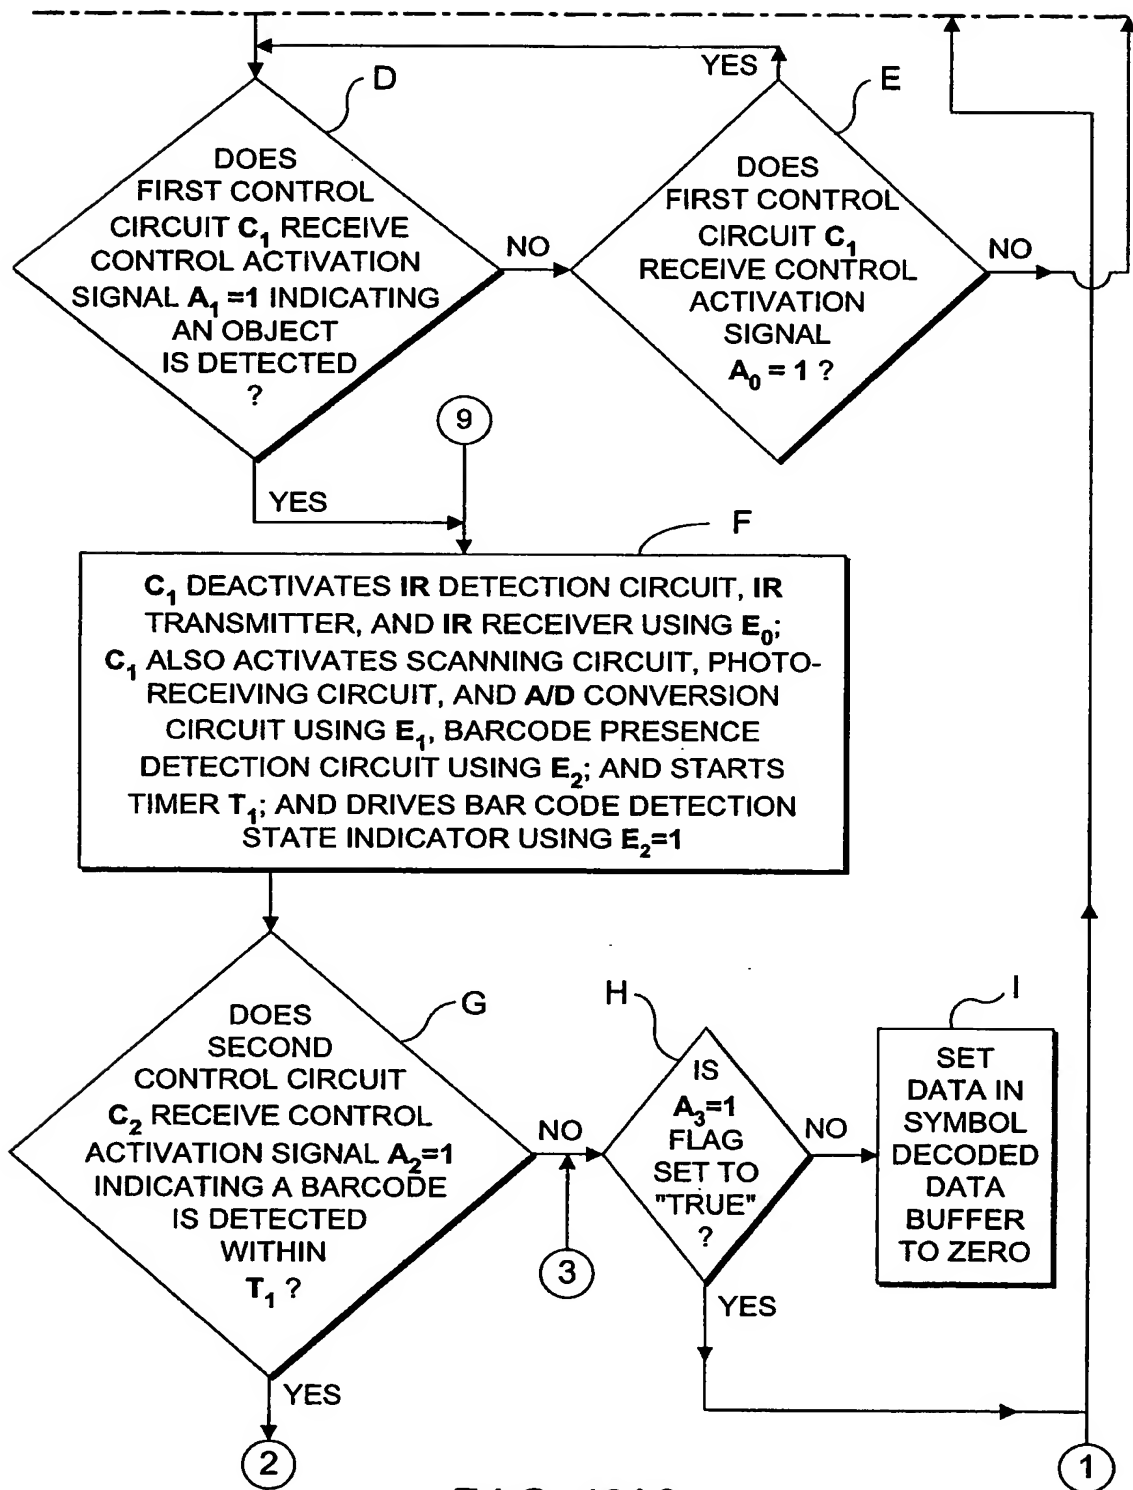 YES
D
E
DOES
FIRST CONTROL
CIRCUIT C1 RECEIVE
CONTROL ACTIVATION
SIGNAL A1 =1 INDICATING
AN OBJECT
IS DETECTED
?
NO
DOES
FIRST CONTROL
CIRCUIT C1
RECEIVE CONTROL
ACTIVATION
SIGNAL
A0 = 1 ?
NO
9
YES
F
C1 DEACTIVATES IR DETECTION CIRCUIT, IR
TRANSMITTER, AND IR RECEIVER USING E0;
C1 ALSO ACTIVATES SCANNING CIRCUIT, PHOTO-
RECEIVING CIRCUIT, AND A/D CONVERSION
CIRCUIT USING E1, BARCODE PRESENCE
DETECTION CIRCUIT USING E2; AND STARTS
TIMER T1; AND DRIVES BAR CODE DETECTION
STATE INDICATOR USING E2=1
G
DOES
SECOND
CONTROL CIRCUIT
C2 RECEIVE CONTROL
ACTIVATION SIGNAL A2=1
INDICATING A BARCODE
IS DETECTED
WITHIN
T1 ?
NO
3
H
IS
A3=1
FLAG
SET TO
"TRUE"
?
NO
I
SET
DATA IN
SYMBOL
DECODED
DATA
BUFFER
TO ZERO
YES
YES
2
1